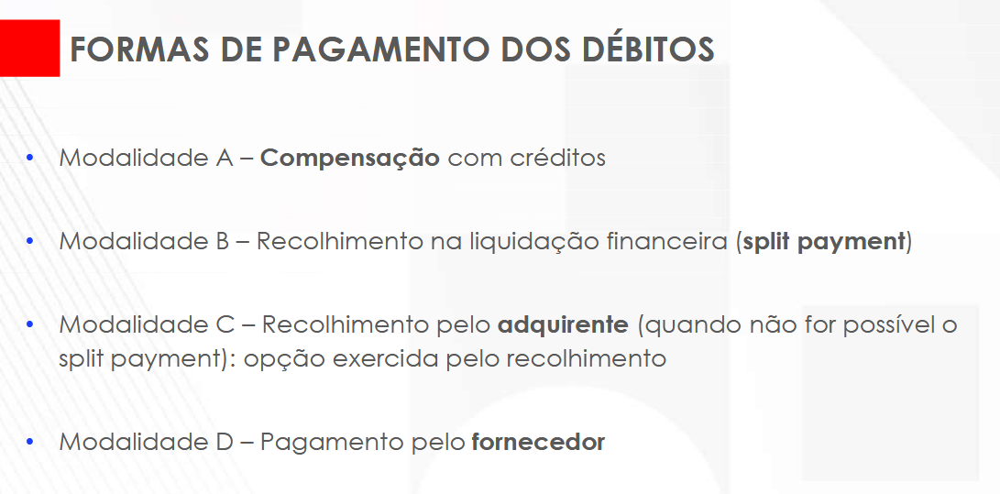 FORMAS DE PAGAMENTO DOS DÉBITOS
• Modalidade A – Compensação com créditos
• Modalidade B – Recolhimento na liquidação financeira (split payment)
• Modalidade C – Recolhimento pelo adquirente (quando não for possível o
split payment): opção exercida pelo recolhimento
• Modalidade D – Pagamento pelo fornecedor